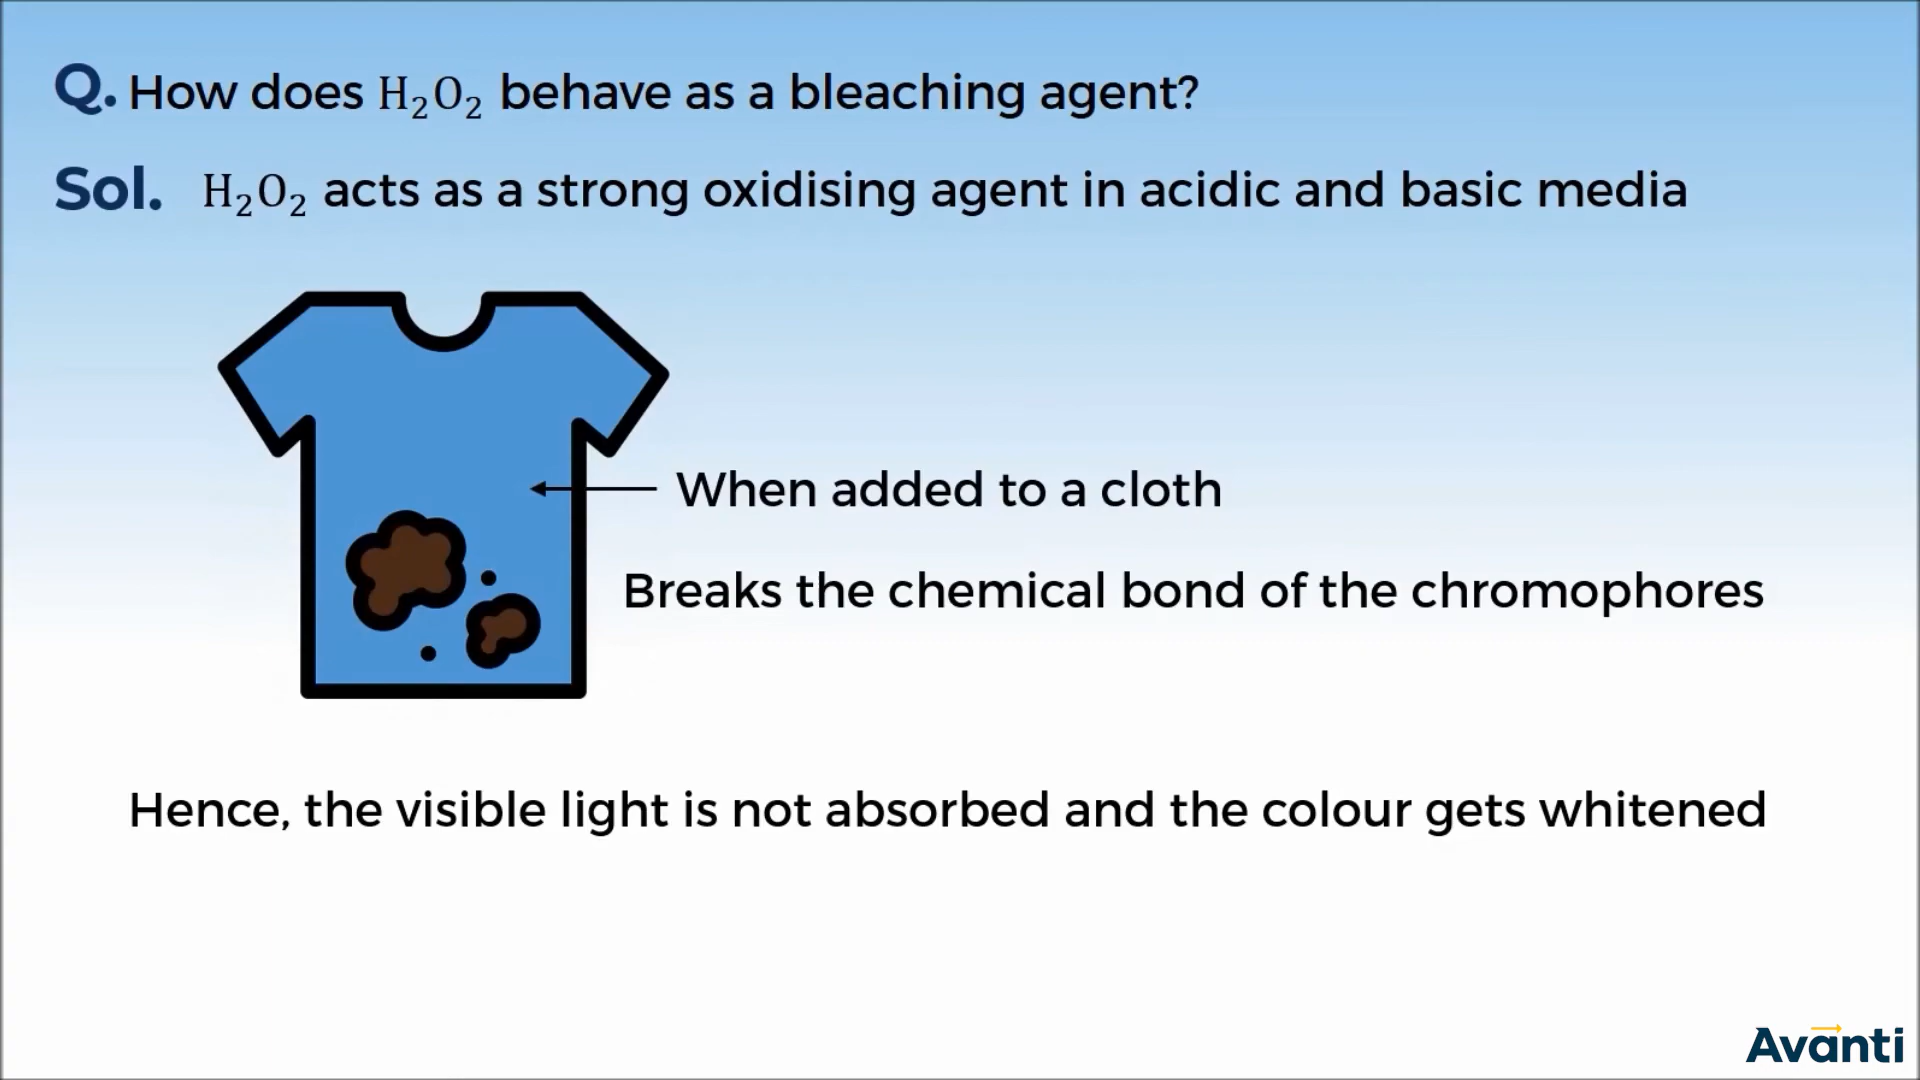 Q. How does H₂O₂ behave as a bleaching agent?
Sol. H₂O₂ acts as a strong oxidising agent in acidic and basic media
When added to a cloth
Breaks the chemical bond of the chromophores
Hence, the visible light is not absorbed and the colour gets whitened
Avanti